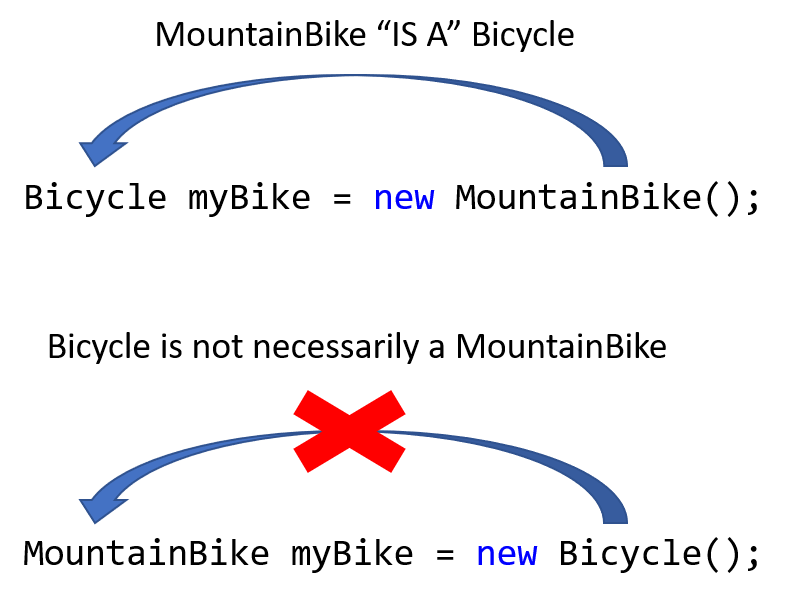 MountainBike “IS A” Bicycle
Bicycle myBike = new MountainBike();
Bicycle is not necessarily a MountainBike
MountainBike myBike = new Bicycle();